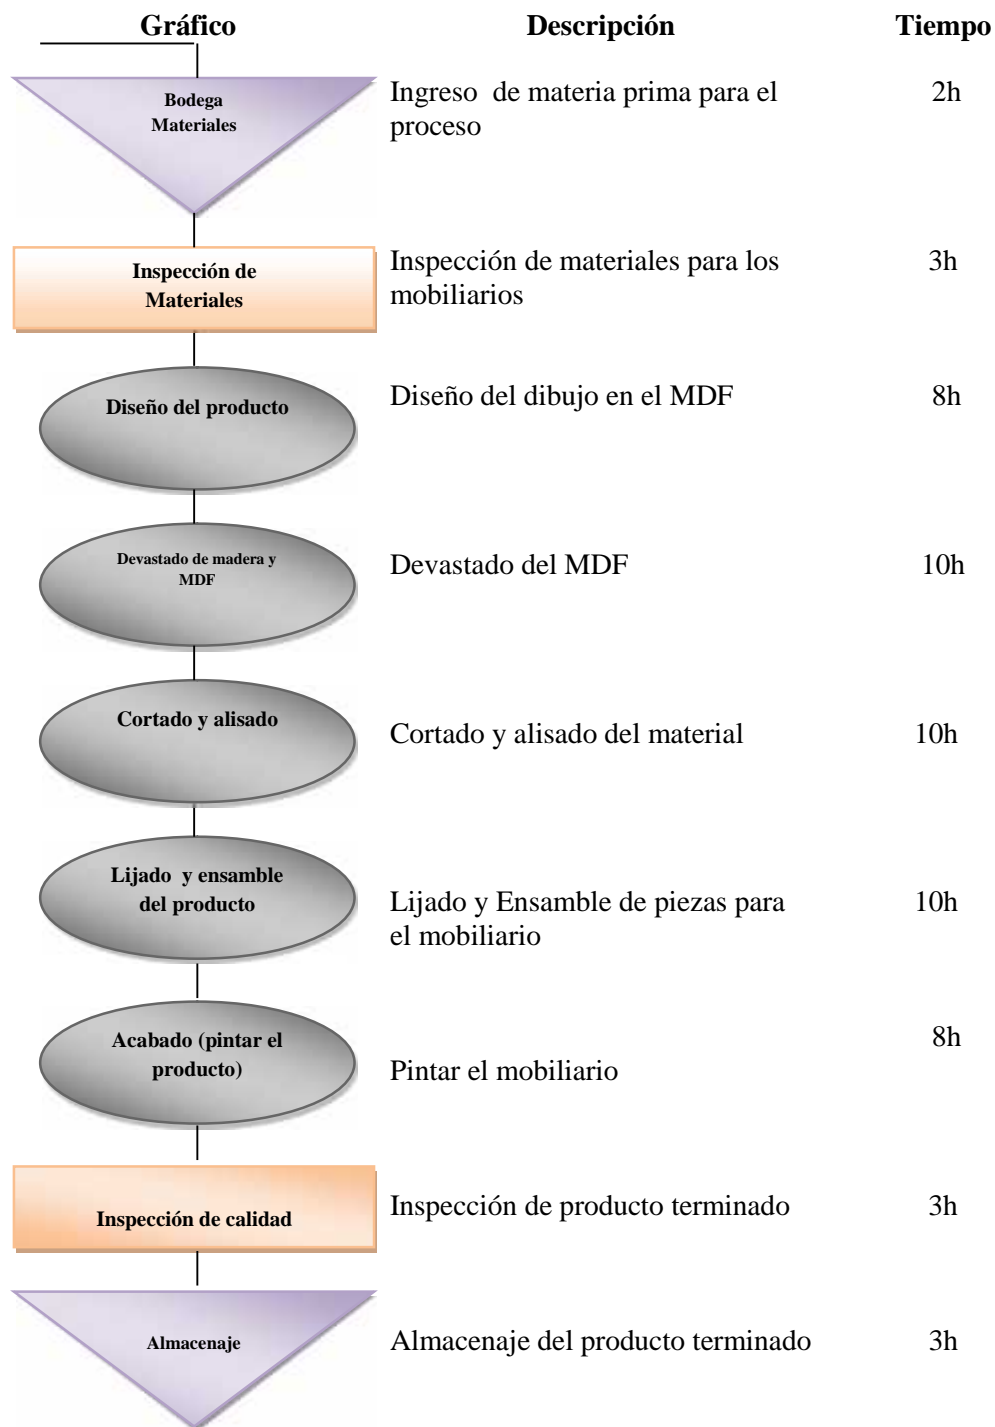 Gráfico Descripción Tiempo
Bodega
Materiales
Ingreso de materia prima para el
proceso
2h
Inspección de
Materiales
Inspección de materiales para los
mobiliarios
3h
Diseño del producto
Diseño del dibujo en el MDF
8h
Devastado de madera y
MDF
Devastado del MDF
10h
Cortado y alisado
Cortado y alisado del material
10h
Lijado y ensamble
del producto
Lijado y Ensamble de piezas para
el mobiliario
10h
Acabado (pintar el
producto)
Pintar el mobiliario
8h
Inspección de calidad
Inspección de producto terminado
3h
Almacenaje
Almacenaje del producto terminado
3h